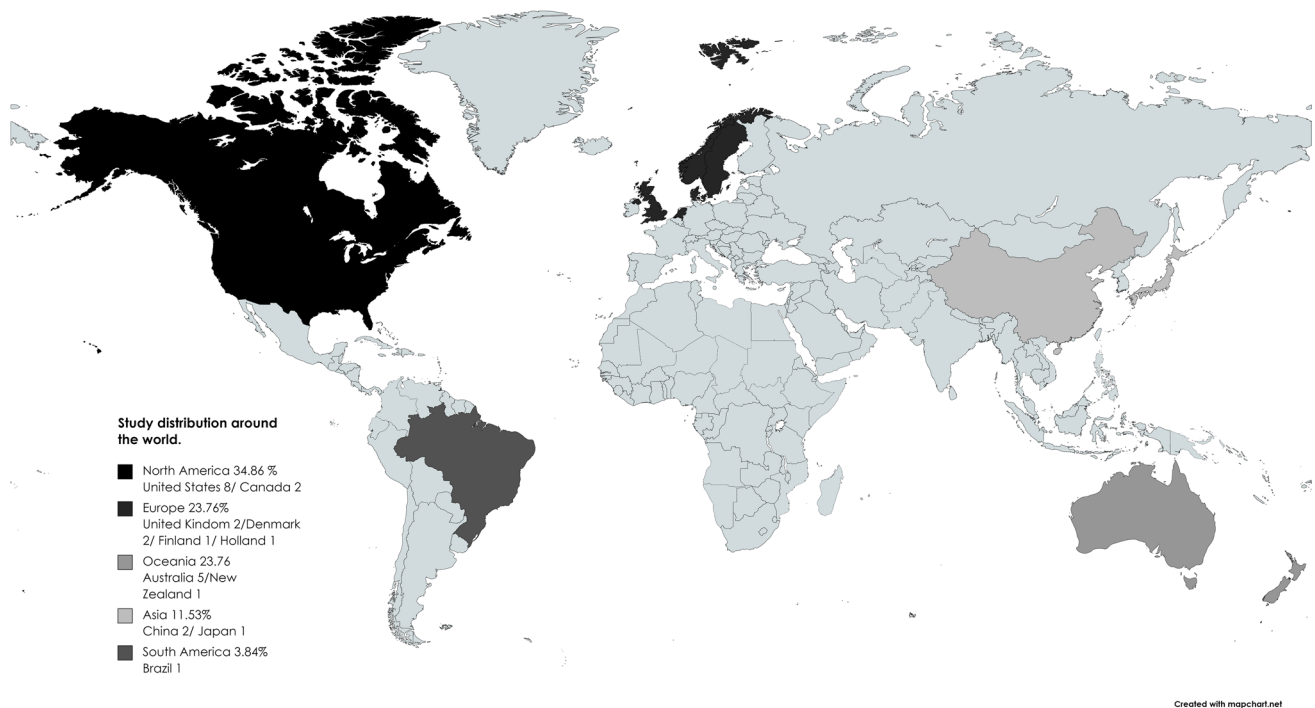 Study distribution around
the world.
North America 34.86 %
United States 8/ Canada 2
Europe 23.76%
United Kindom 2/Denmark
2/ Finland 1/ Holland 1
Oceania 23.76
Australia 5/New
Zealand 1
Asia 11.53%
China 2/ Japan 1
South America 3.84%
Brazil 1
Created with mapchart.net